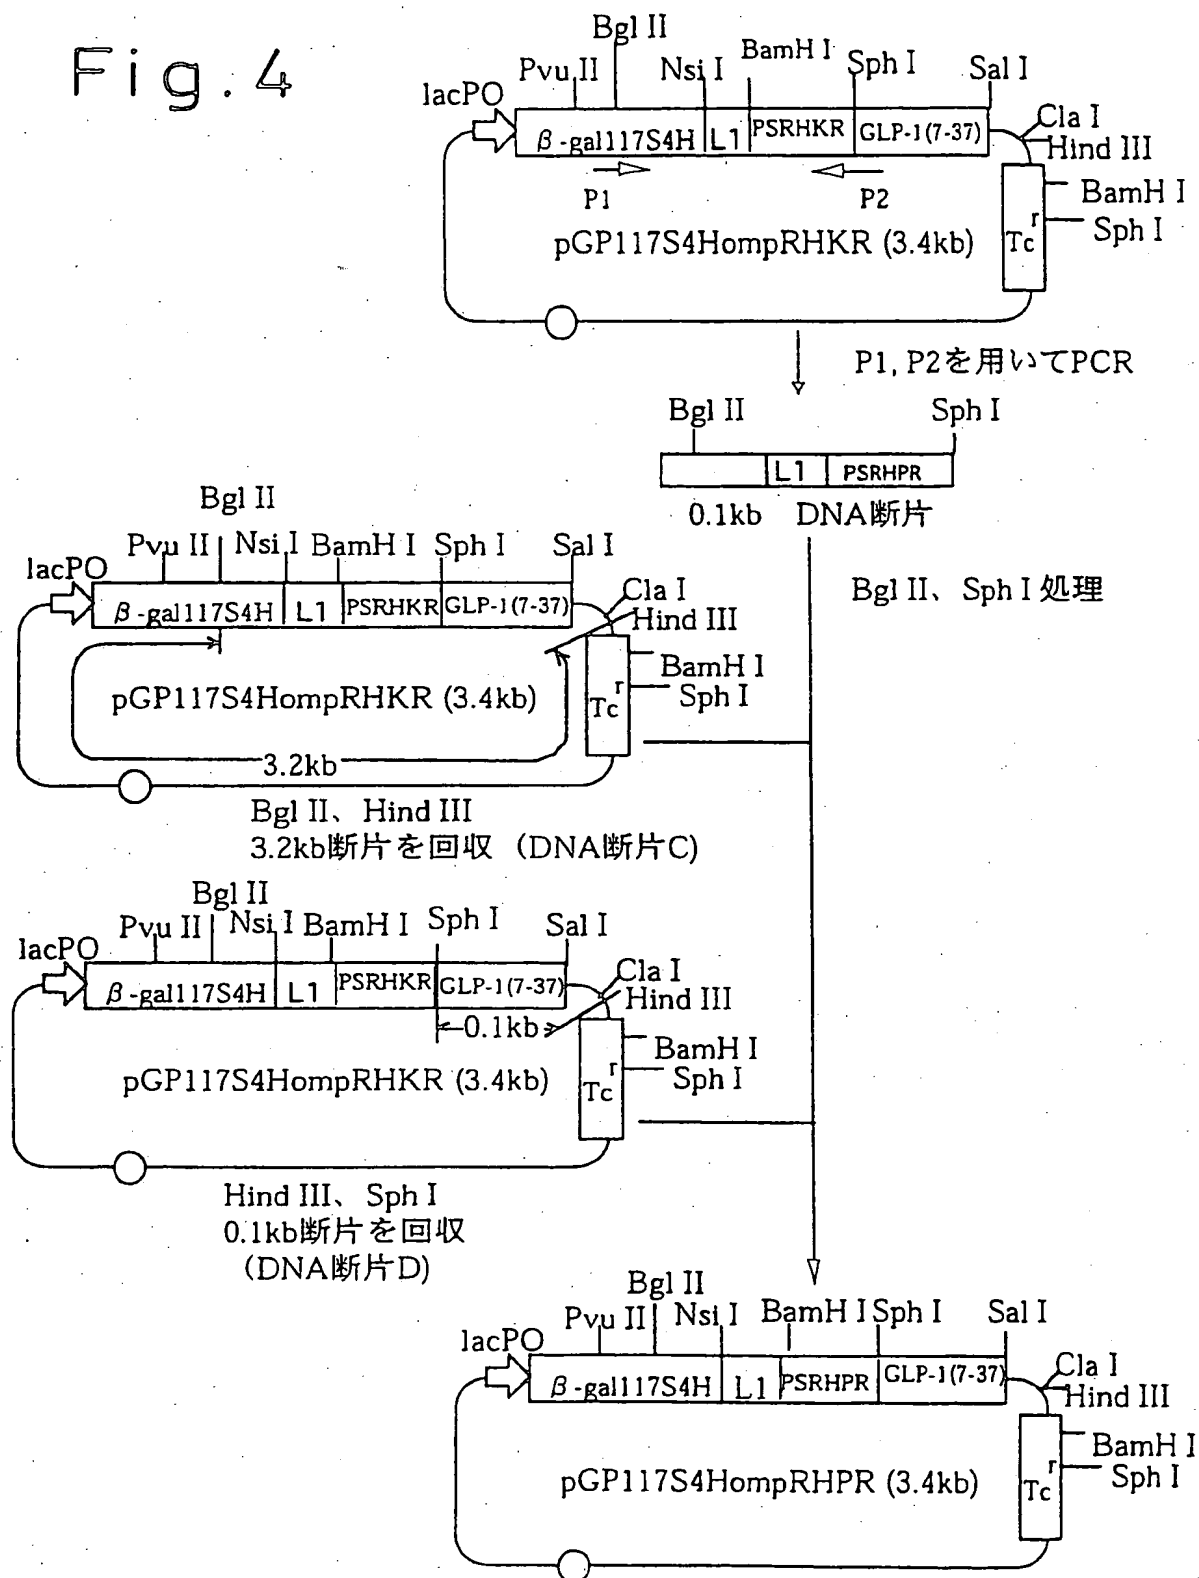 Fig. 4
Bgl II
Pvu II
Nsi I
BamH I
Sph I
Sal I
lacPO
Cla I
Hind III
β-gal117S4H
L1
PSRHKR
GLP-1(7-37)
BamH I
Sph I
Tcʳ
P1
P2
pGP117S4HompRHKR (3.4kb)
P1, P2を用いてPCR
Bgl II
Sph I
L1
PSRHPR
0.1kb DNA断片
Bgl II、Sph I 処理
Bgl II
Pvu II
Nsi I
BamH I
Sph I
Sal I
lacPO
Cla I
Hind III
β-gal117S4H
L1
PSRHKR
GLP-1(7-37)
BamH I
Sph I
Tcʳ
pGP117S4HompRHKR (3.4kb)
3.2kb
Bgl II、Hind III
3.2kb断片を回収 (DNA断片C)
Bgl II
Pvu II
Nsi I
BamH I
Sph I
Sal I
lacPO
Cla I
Hind III
β-gal117S4H
L1
PSRHKR
GLP-1(7-37)
0.1kb
BamH I
Sph I
Tcʳ
pGP117S4HompRHKR (3.4kb)
Hind III、Sph I
0.1kb断片を回収
(DNA断片D)
Bgl II
Pvu II
Nsi I
BamH I
Sph I
Sal I
lacPO
Cla I
Hind III
β-gal117S4H
L1
PSRHPR
GLP-1(7-37)
BamH I
Sph I
Tcʳ
pGP117S4HompRHPR (3.4kb)